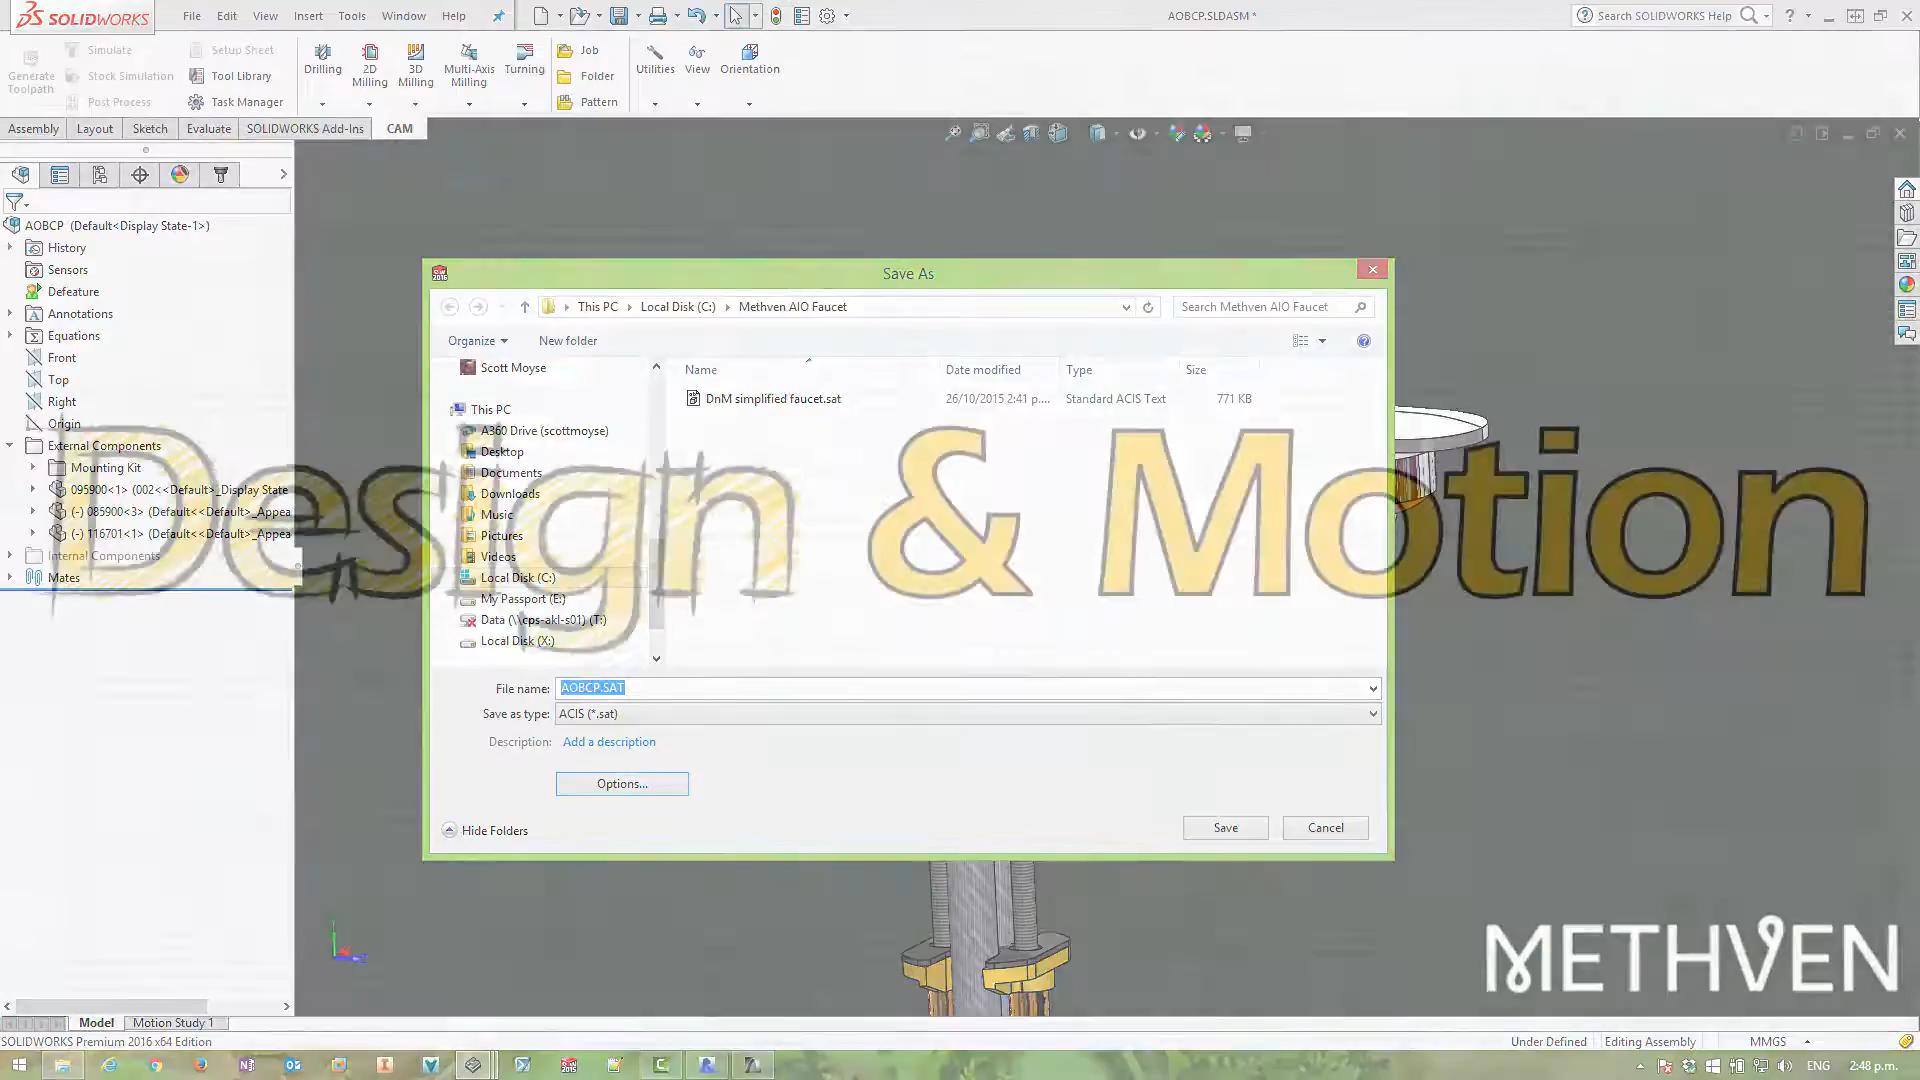 SOLIDWORKS
File Edit View Insert Tools Window Help
AOBCP.SLDASM *
Search SOLIDWORKS Help
Generate Toolpath
Simulate
Stock Simulation
Post Process
Setup Sheet
Tool Library
Task Manager
Drilling
2D Milling
3D Milling
Multi-Axis Milling
Turning
Job
Folder
Pattern
Utilities
View
Orientation
Assembly Layout Sketch Evaluate SOLIDWORKS Add-Ins CAM
AOBCP (Default<Display State-1>)
History
Sensors
Defeature
Annotations
Equations
Front
Top
Right
Origin
External Components
Mounting Kit
095900<1> (002<<Default>_Display State
(-) 085900<3> (Default<<Default>_Appea
(-) 116701<1> (Default<<Default>_Appea
Internal Components
Mates
Save As
This PC Local Disk (C:) Methven AIO Faucet
Search Methven AIO Faucet
Organize New folder
Scott Moyse
This PC
A360 Drive (scottmoyse)
Desktop
Documents
Downloads
Music
Pictures
Videos
Local Disk (C:)
My Passport (E:)
Data (\\cps-akl-s01) (T:)
Local Disk (X:)
Name Date modified Type Size
DnM simplified faucet.sat 26/10/2015 2:41 p.... Standard ACIS Text 771 KB
File name: AOBCP.SAT
Save as type: ACIS (*.sat)
Description: Add a description
Options...
Hide Folders
Save Cancel
Design & Motion
METHVEN
Model Motion Study 1
SOLIDWORKS Premium 2016 x64 Edition
Under Defined Editing Assembly MMGS
ENG 2:48 p.m.